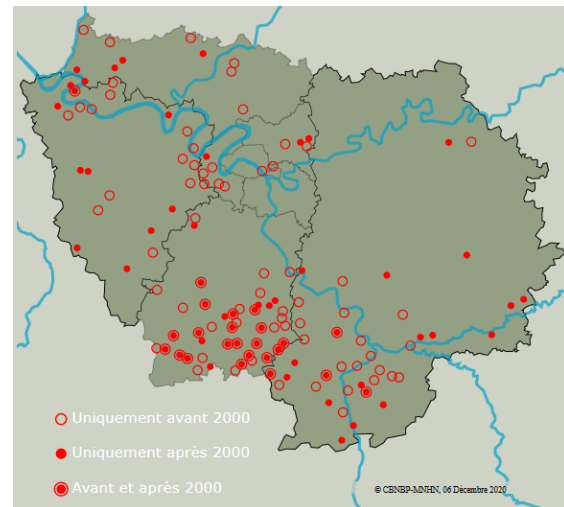 Uniquement avant 2000
Uniquement après 2000
Avant et après 2000
© CBNBP-MNHN, 06 Décembre 2020